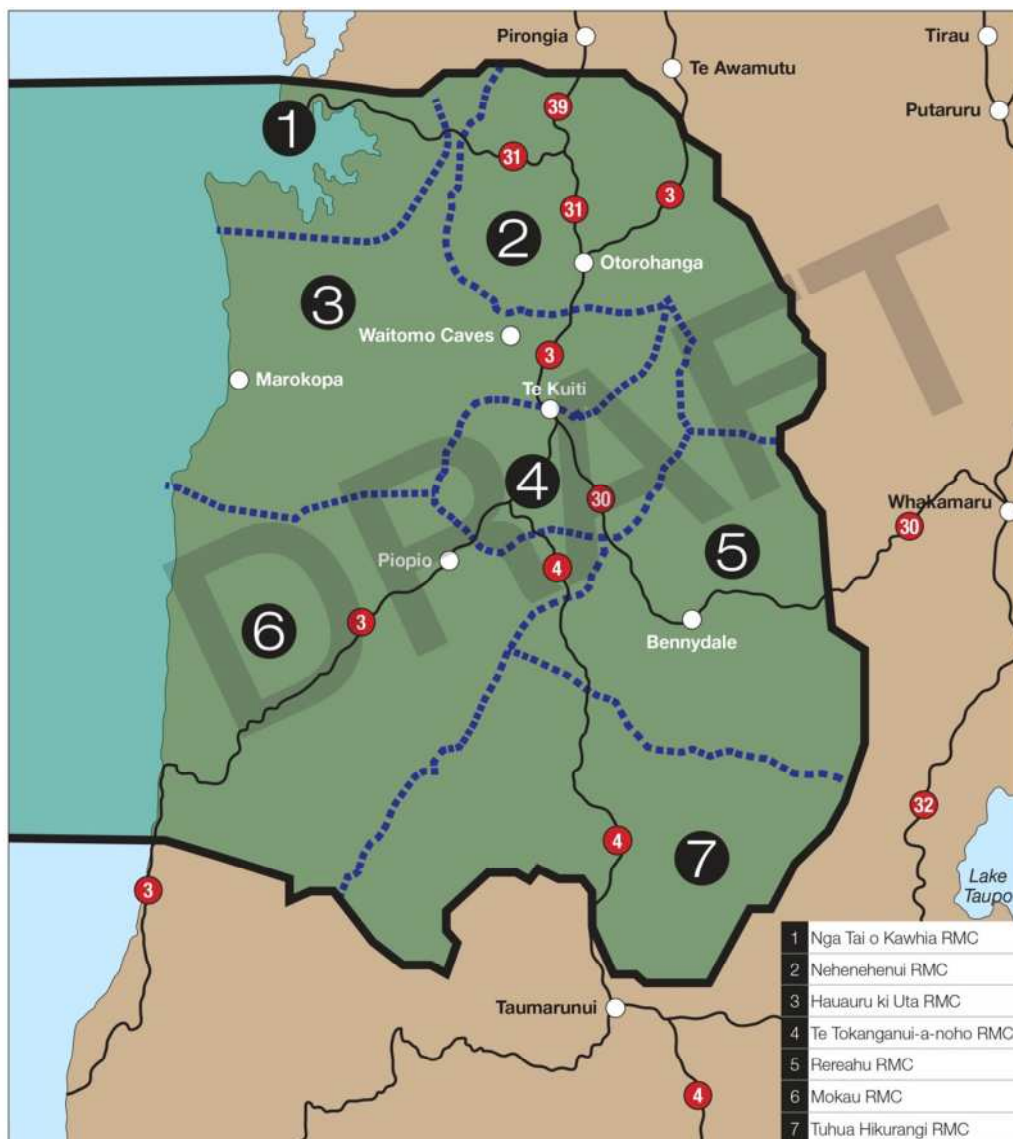 Pirongia
Tirau
Te Awamutu
39
Putaruru
1
31
3
31
2
Otorohanga
3
Waitomo Caves
3
Marokopa
Te Kuiti
4
30
Whakamaru
30
5
Piopio
4
3
6
Bennydale
DRAFT
32
4
7
3
Lake
Taupo
Taumarunui
4
1 Nga Tai o Kawhia RMC
2 Nehenehenui RMC
3 Hauauru ki Uta RMC
4 Te Tokanganui-a-noho RMC
5 Rereahu RMC
6 Mokau RMC
7 Tuhua Hikurangi RMC